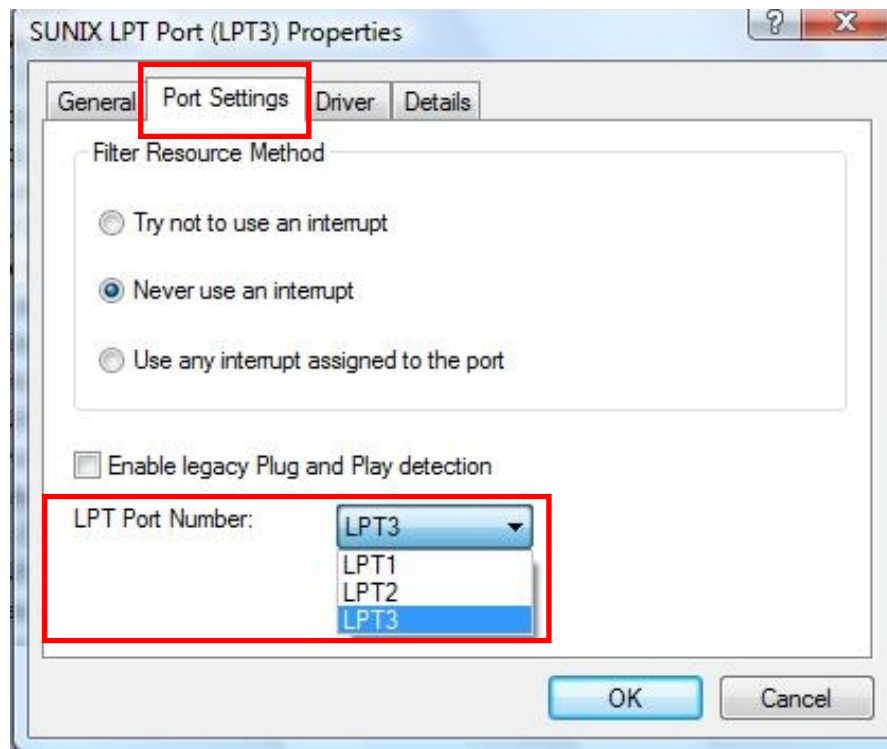 SUNIX LPT Port (LPT3) Properties
General Port Settings Driver Details
Filter Resource Method
Try not to use an interrupt
Never use an interrupt
Use any interrupt assigned to the port
Enable legacy Plug and Play detection
LPT Port Number: LPT3
LPT1
LPT2
LPT3
OK Cancel